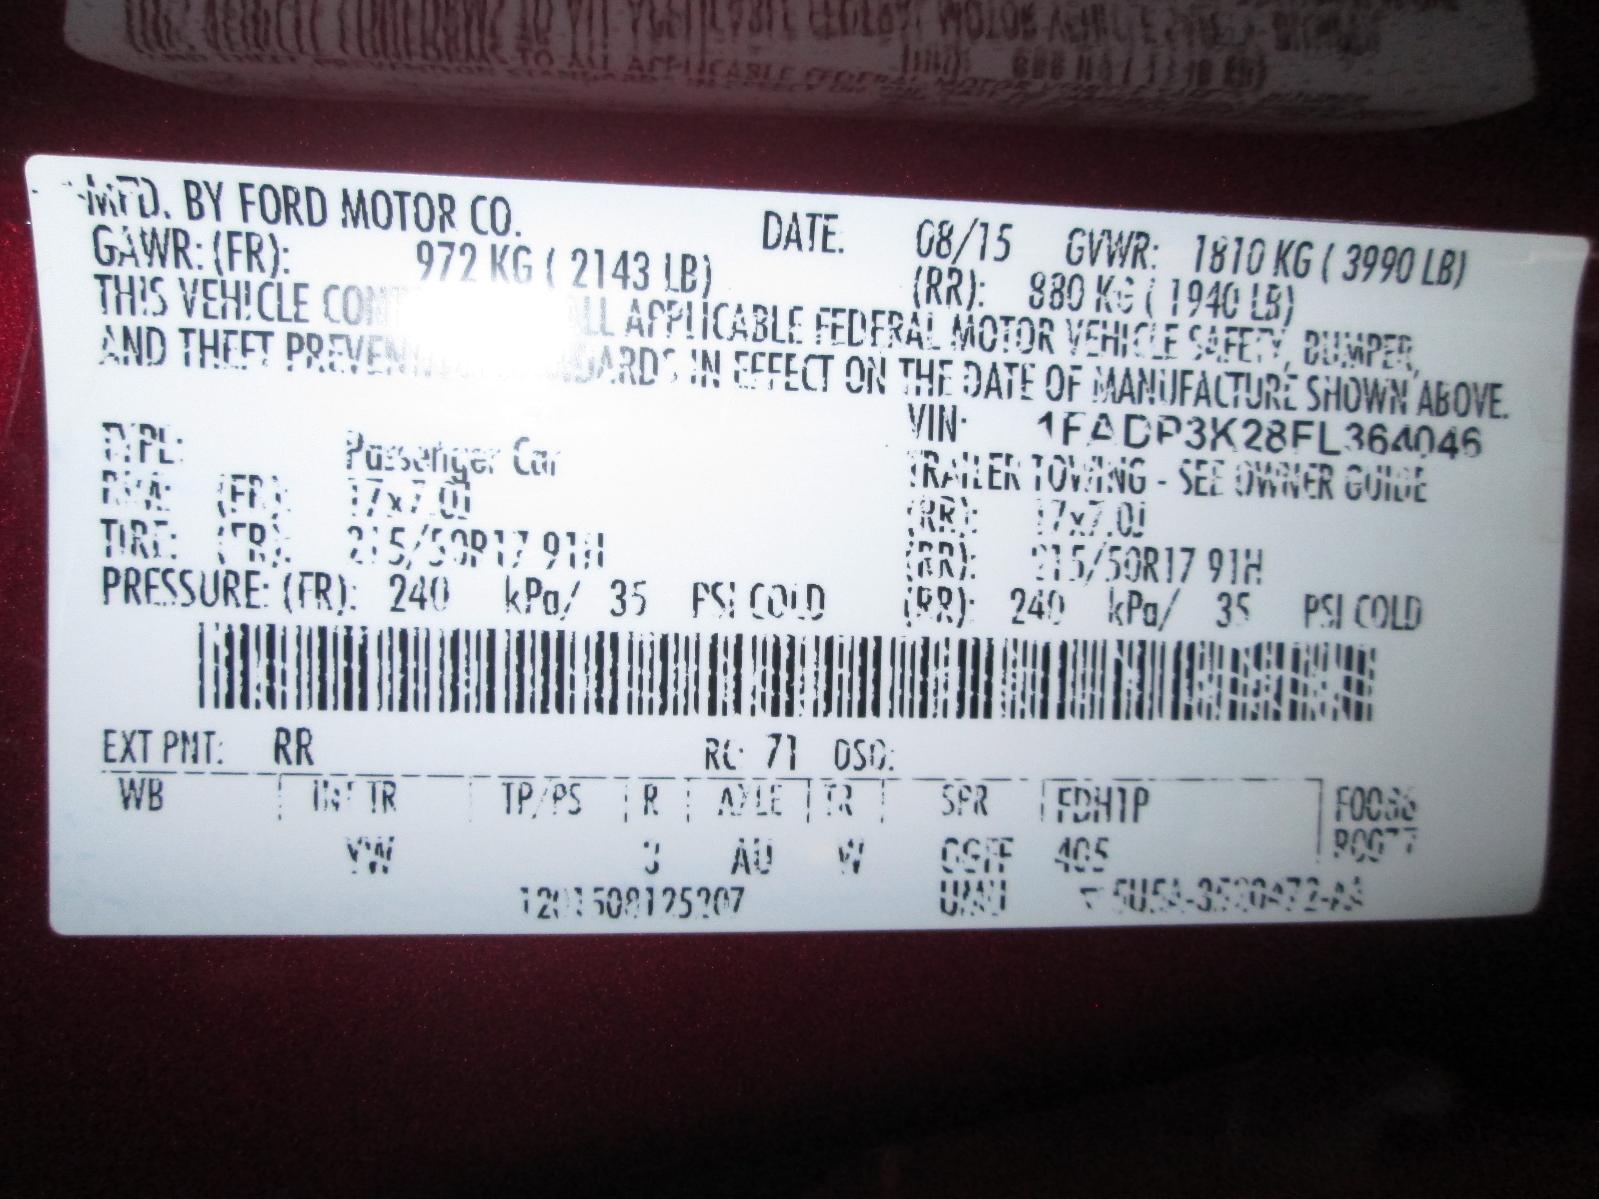 MFD. BY FORD MOTOR CO. DATE: 08/15 GVWR: 1810 KG ( 3990 LB)
GAWR: (FR): 972 KG ( 2143 LB) (RR): 880 KG ( 1940 LB)
THIS VEHICLE ALL APPLICABLE FEDERAL MOTOR VEHICLE SAFETY, BUMPER,
AND THEFT IN EFFECT ON THE DATE OF MANUFACTURE SHOWN ABOVE.
VIN: 1FADP3K28FL364046
TYPE: Passenger Car TRAILER TOWING - SEE OWNER GUIDE
RIM: (FR): 17x7.0J (RR): 17x7.0J
TIRE: (FR): 215/50R17 91H (RR): 215/50R17 91H
PRESSURE: (FR): 240 kPa/ 35 PSI COLD (RR): 240 kPa/ 35 PSI COLD
EXT PNT: RR RC: 71 DSO:
WB INT TR TP/PS R AXLE TR SPR FDH1P
YW AU W 405